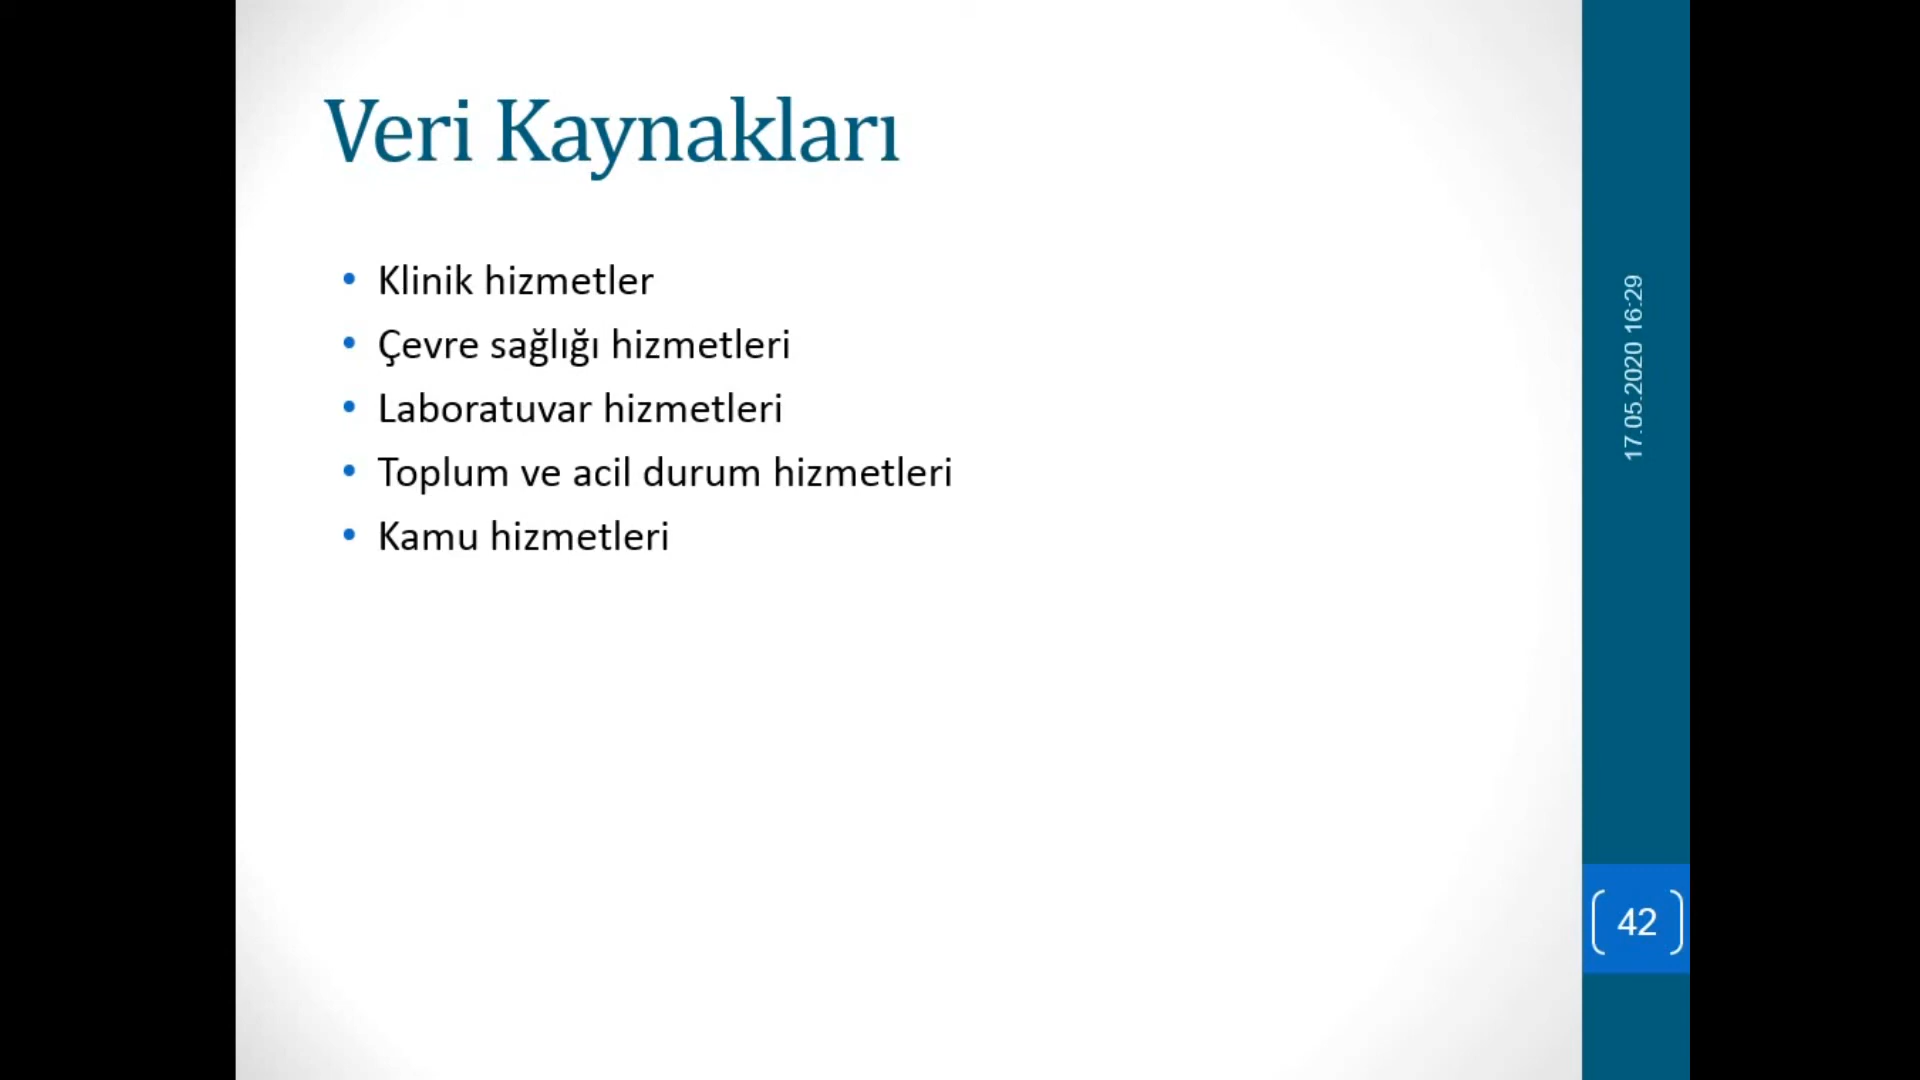 Veri Kaynakları
• Klinik hizmetler
• Çevre sağlığı hizmetleri
• Laboratuvar hizmetleri
• Toplum ve acil durum hizmetleri
• Kamu hizmetleri
17.05.2020 16:29
42